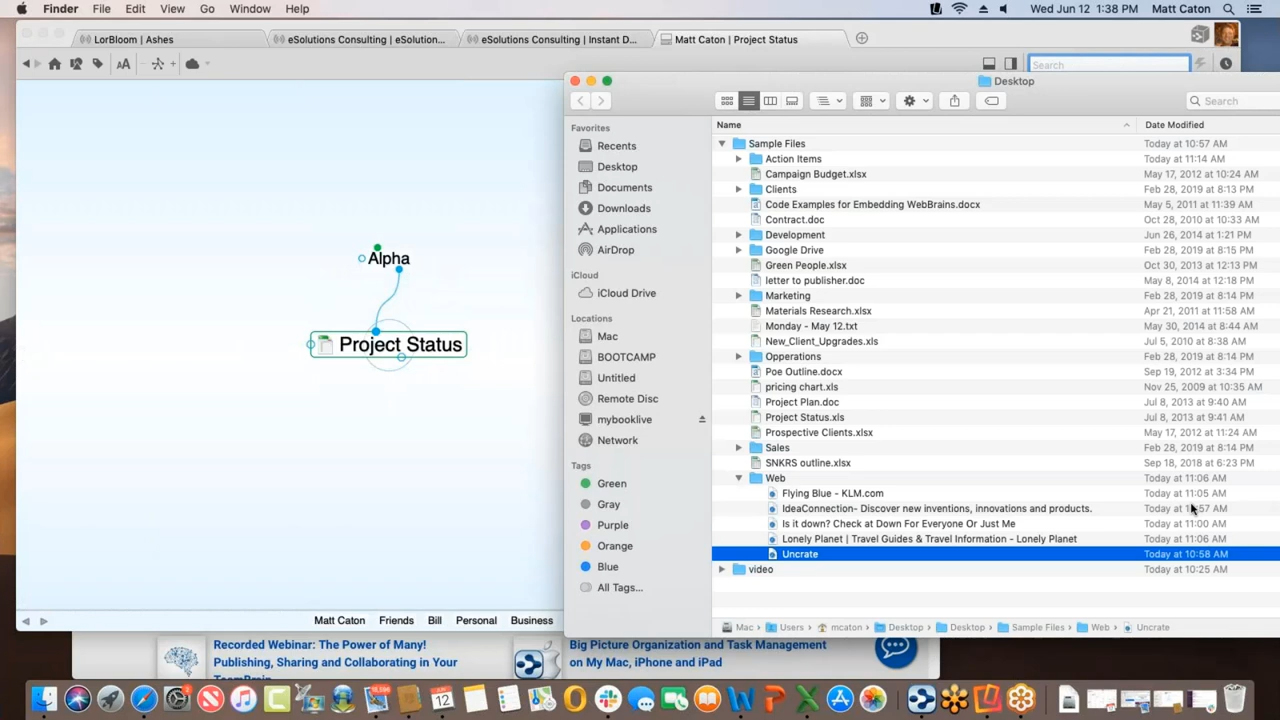 Finder File Edit View Go Window Help Wed Jun 12 1:38 PM Matt Caton
LorBloom | Ashes eSolutions Consulting | eSolution... eSolutions Consulting | Instant D... Matt Caton | Project Status
AA Search
Desktop
Search
Name Date Modified
Favorites
Recents
Desktop
Documents
Downloads
Applications
AirDrop
iCloud
iCloud Drive
Locations
Mac
BOOTCAMP
Untitled
Remote Disc
mybooklive
Network
Tags
Green
Gray
Purple
Orange
Blue
All Tags...
Sample Files Today at 10:57 AM
Action Items Today at 11:14 AM
Campaign Budget.xlsx May 17, 2012 at 10:24 AM
Clients Feb 28, 2019 at 8:13 PM
Code Examples for Embedding WebBrains.docx May 5, 2011 at 11:39 AM
Contract.doc Oct 28, 2010 at 10:33 AM
Development Jun 26, 2014 at 1:21 PM
Google Drive Feb 28, 2019 at 8:15 PM
Green People.xlsx Oct 30, 2013 at 12:13 PM
letter to publisher.doc May 8, 2014 at 12:18 PM
Marketing Feb 28, 2019 at 8:14 PM
Materials Research.xlsx Apr 21, 2011 at 11:58 AM
Monday - May 12.txt May 30, 2014 at 8:44 AM
New_Client_Upgrades.xls Jul 5, 2010 at 8:38 AM
Opperations Feb 28, 2019 at 8:14 PM
Poe Outline.docx Sep 19, 2012 at 3:34 PM
pricing chart.xls Nov 25, 2009 at 10:35 AM
Project Plan.doc Jul 8, 2013 at 9:40 AM
Project Status.xls Jul 8, 2013 at 9:41 AM
Prospective Clients.xlsx May 17, 2012 at 11:24 AM
Sales Feb 28, 2019 at 8:14 PM
SNKRS outline.xlsx Sep 18, 2018 at 6:23 PM
Web Today at 11:06 AM
Flying Blue - KLM.com Today at 11:05 AM
IdeaConnection- Discover new inventions, innovations and products. Today at :57 AM
Is it down? Check at Down For Everyone Or Just Me Today at 11:00 AM
Lonely Planet | Travel Guides & Travel Information - Lonely Planet Today at 11:06 AM
Uncrate Today at 10:58 AM
video Today at 10:25 AM
Mac › Users › mcaton › Desktop › Desktop › Sample Files › Web › Uncrate
Alpha
Project Status
Matt Caton Friends Bill Personal Business
Recorded Webinar: The Power of Many!
Publishing, Sharing and Collaborating in Your
TeamBrain
Big Picture Organization and Task Management
on My Mac, iPhone and iPad
12